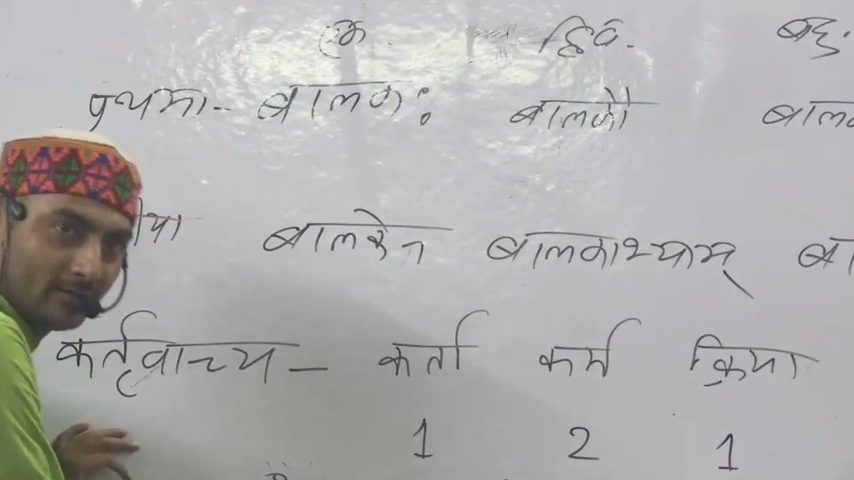 एक. द्विव. बहु.
प्रथमा-- बालकः बालकौ
बालकेन बालकाभ्याम्
कर्तृवाच्य - कर्ता कर्म क्रिया
1 2 1